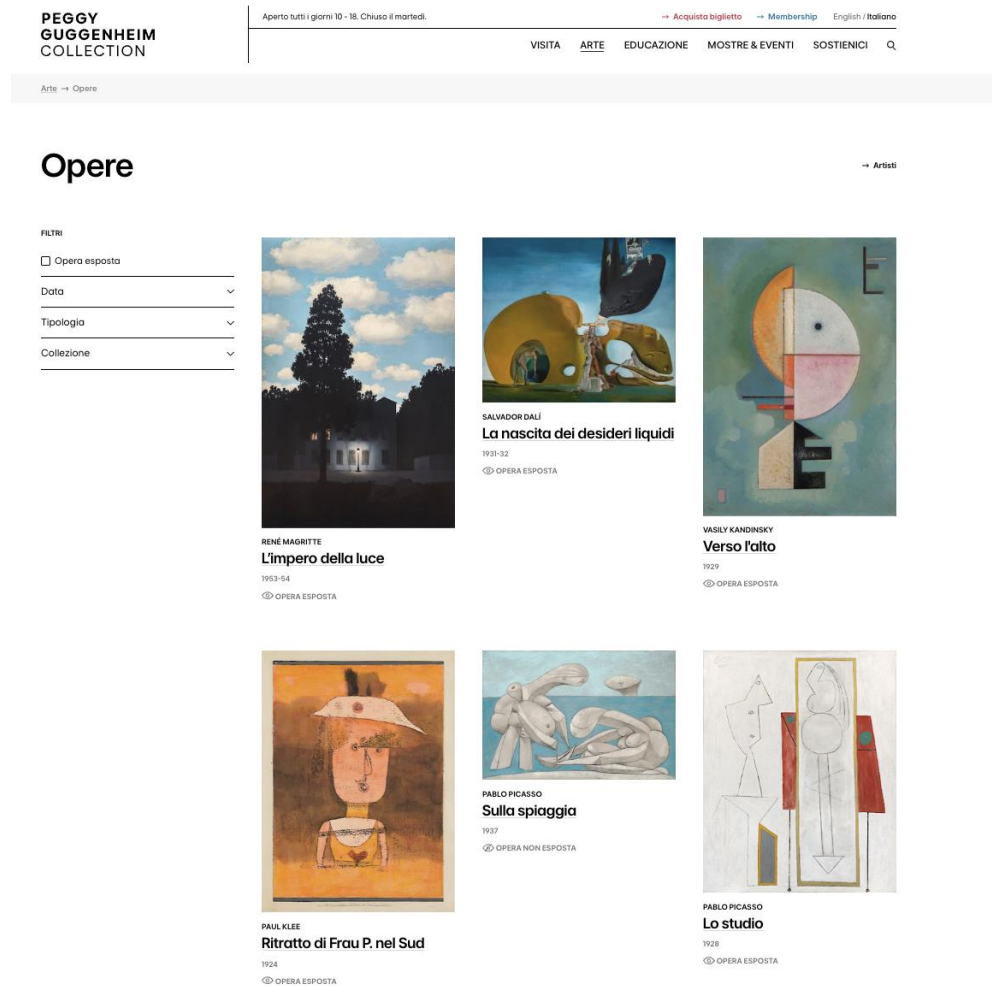 PEGGY
GUGGENHEIM
COLLECTION
Aperto tutti i giorni 10 - 18. Chiuso il martedì.
→ Acquista biglietto
→ Membership
English / Italiano
VISITA
ARTE
EDUCAZIONE
MOSTRE & EVENTI
SOSTIENICI
Arte → Opere
Opere
→ Artisti
FILTRI
Opera esposta
Data
Tipologia
Collezione
RENÉ MAGRITTE
L'impero della luce
1953-54
OPERA ESPOSTA
SALVADOR DALÍ
La nascita dei desideri liquidi
1931-32
OPERA ESPOSTA
VASILY KANDINSKY
Verso l'alto
1929
OPERA ESPOSTA
PAUL KLEE
Ritratto di Frau P. nel Sud
1924
OPERA ESPOSTA
PABLO PICASSO
Sulla spiaggia
1937
OPERA NON ESPOSTA
PABLO PICASSO
Lo studio
1928
OPERA ESPOSTA